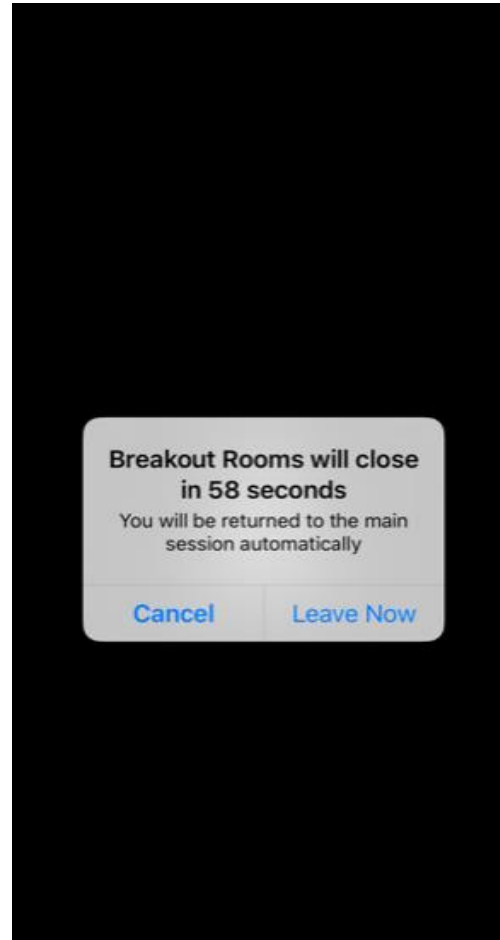 Breakout Rooms will close
in 58 seconds
You will be returned to the main
session automatically
Cancel
Leave Now